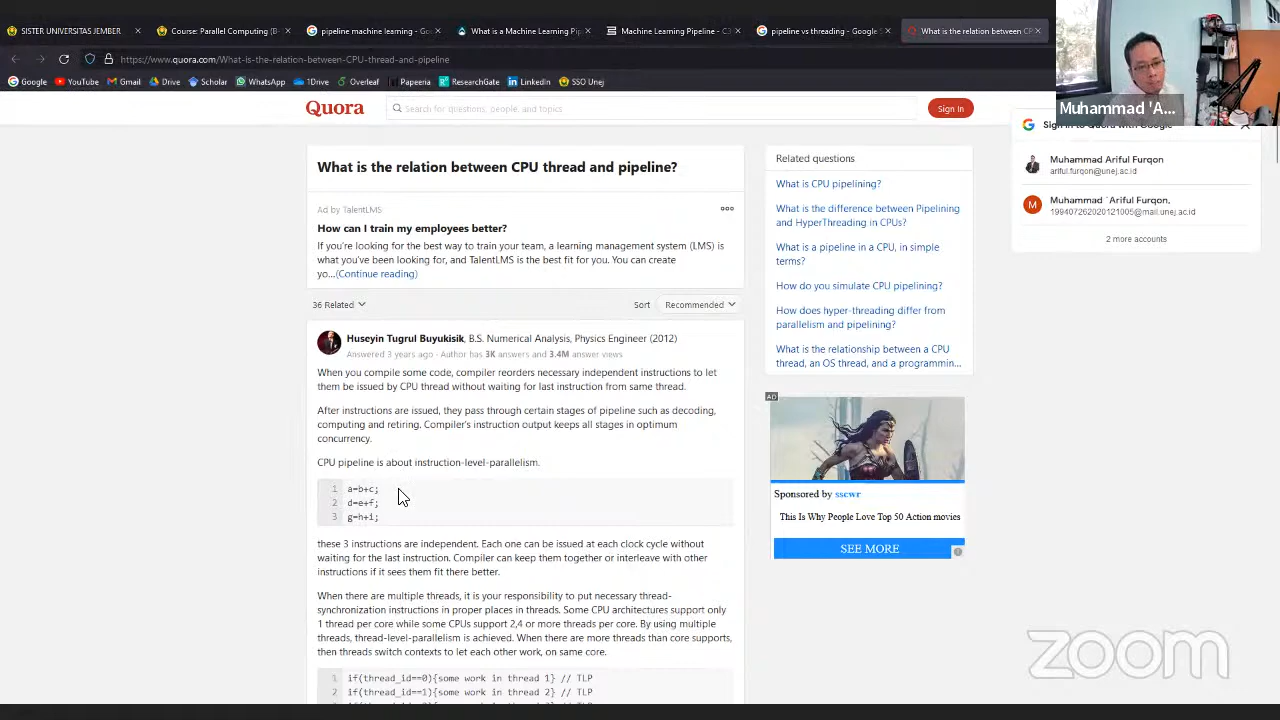 SISTER UNIVERSITAS JEMBER
Course: Parallel Computing (B
pipeline machine learning - Go
What is a Machine Learning Pip
Machine Learning Pipeline - C3
pipeline vs threading - Google
What is the relation between CP
https://www.quora.com/What-is-the-relation-between-CPU-thread-and-pipeline
Google
YouTube
Gmail
Drive
Scholar
WhatsApp
1Drive
Overleaf
Papeeria
ResearchGate
LinkedIn
SSO Unej
Muhammad 'A...
Quora
Search for questions, people, and topics
Sign In
Sign in to Quora with Google
Muhammad Ariful Furqon
ariful.furqon@unej.ac.id
M
Muhammad `Ariful Furqon,
199407262020121005@mail.unej.ac.id
2 more accounts
What is the relation between CPU thread and pipeline?
Ad by TalentLMS
How can I train my employees better?
If you're looking for the best way to train your team, a learning management system (LMS) is
what you've been looking for, and TalentLMS is the best fit for you. You can create
yo...(Continue reading)
36 Related
Sort
Recommended
Huseyin Tugrul Buyukisik, B.S. Numerical Analysis, Physics Engineer (2012)
Answered 3 years ago · Author has 3K answers and 3.4M answer views
When you compile some code, compiler reorders necessary independent instructions to let
them be issued by CPU thread without waiting for last instruction from same thread.
After instructions are issued, they pass through certain stages of pipeline such as decoding,
computing and retiring. Compiler's instruction output keeps all stages in optimum
concurrency.
CPU pipeline is about instruction-level-parallelism.
1 a=b+c;
2 d=e+f;
3 g=h+i;
these 3 instructions are independent. Each one can be issued at each clock cycle without
waiting for the last instruction. Compiler can keep them together or interleave with other
instructions if it sees them fit there better.
When there are multiple threads, it is your responsibility to put necessary thread-
synchronization instructions in proper places in threads. Some CPU architectures support only
1 thread per core while some CPUs support 2,4 or more threads per core. By using multiple
threads, thread-level-parallelism is achieved. When there are more threads than core supports,
then threads switch contexts to let each other work, on same core.
1 if(thread_id==0){some work in thread 1} // TLP
2 if(thread_id==1){some work in thread 2} // TLP
Related questions
What is CPU pipelining?
What is the difference between Pipelining
and HyperThreading in CPUs?
What is a pipeline in a CPU, in simple
terms?
How do you simulate CPU pipelining?
How does hyper-threading differ from
parallelism and pipelining?
What is the relationship between a CPU
thread, an OS thread, and a programmin...
AD
Sponsored by sscwr
This Is Why People Love Top 50 Action movies
SEE MORE
zoom